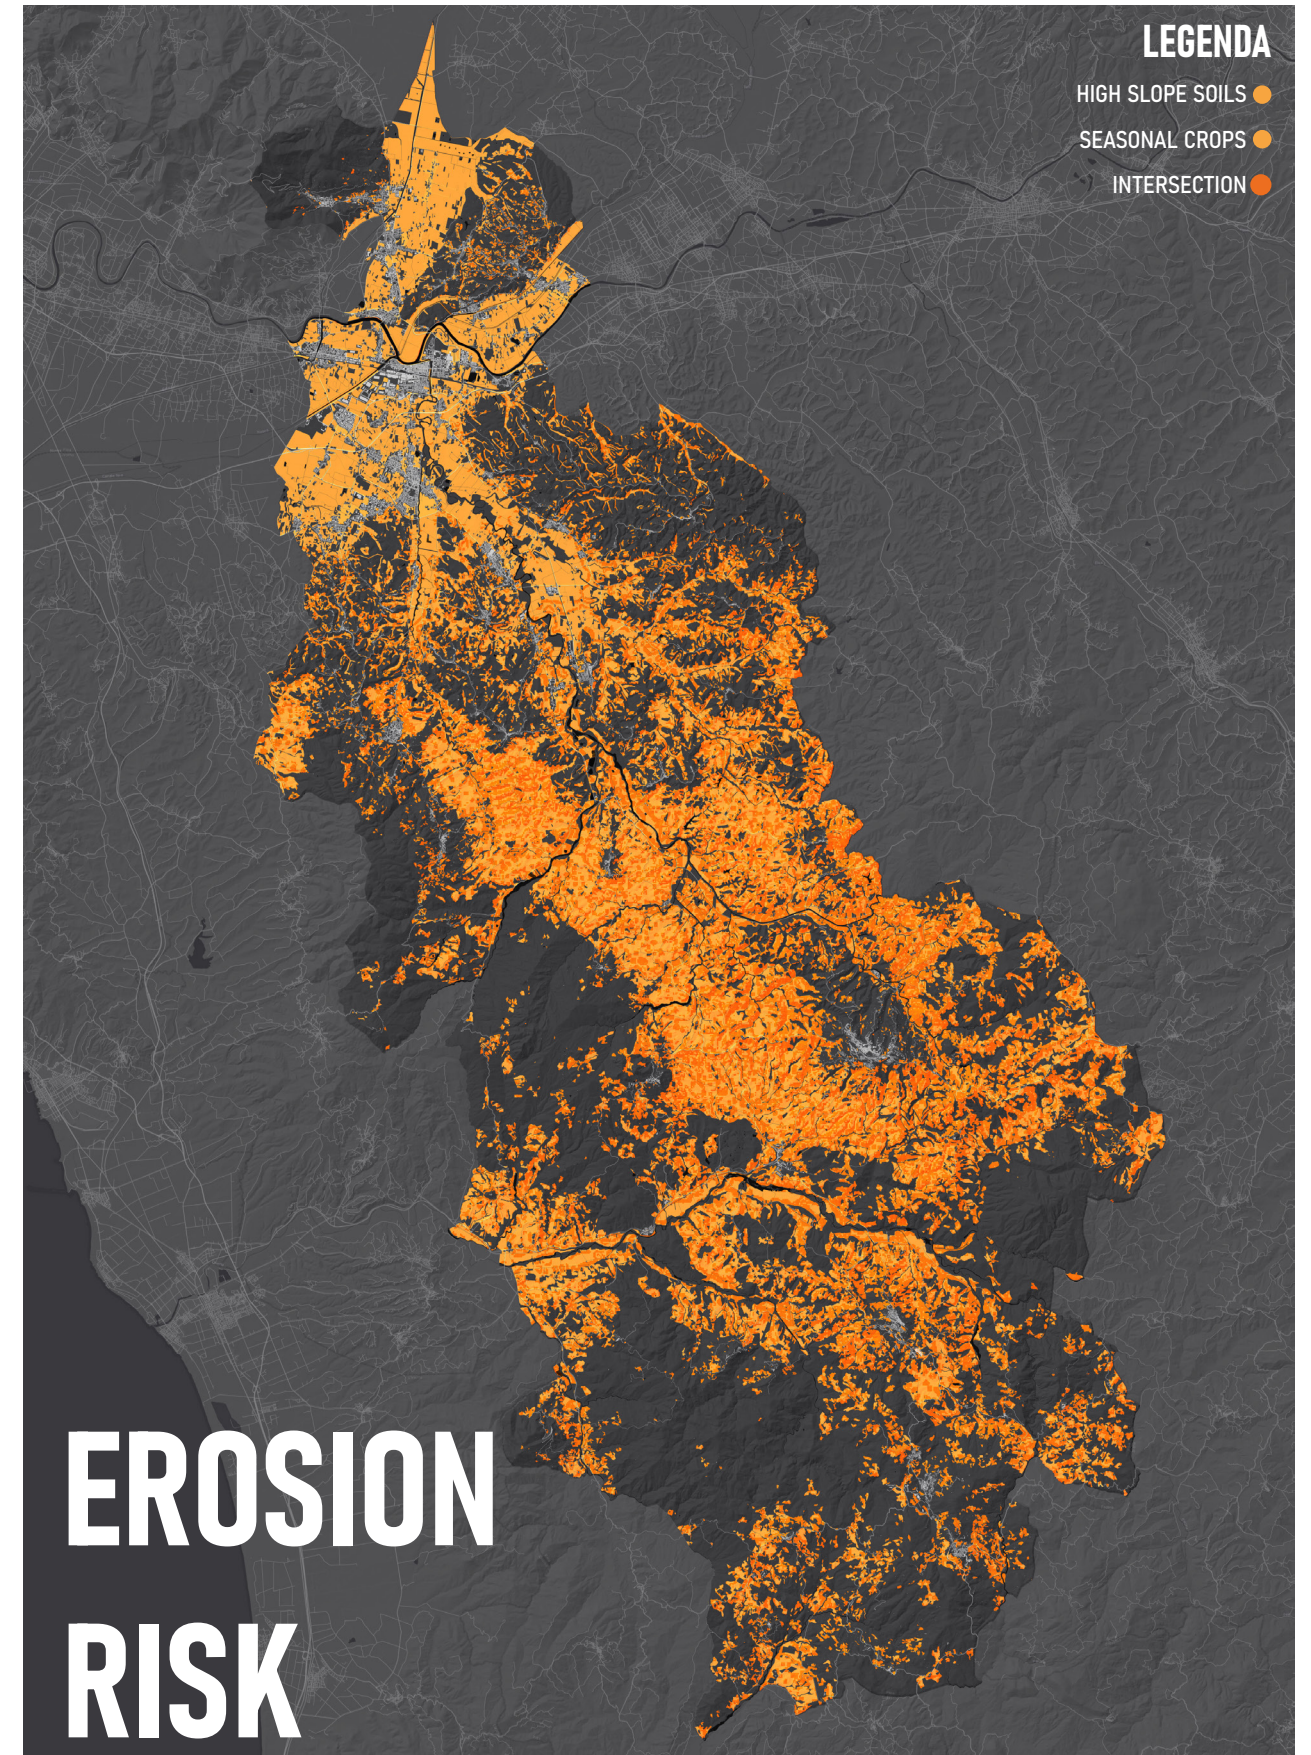 LEGENDA
HIGH SLOPE SOILS
SEASONAL CROPS
INTERSECTION
EROSION
RISK